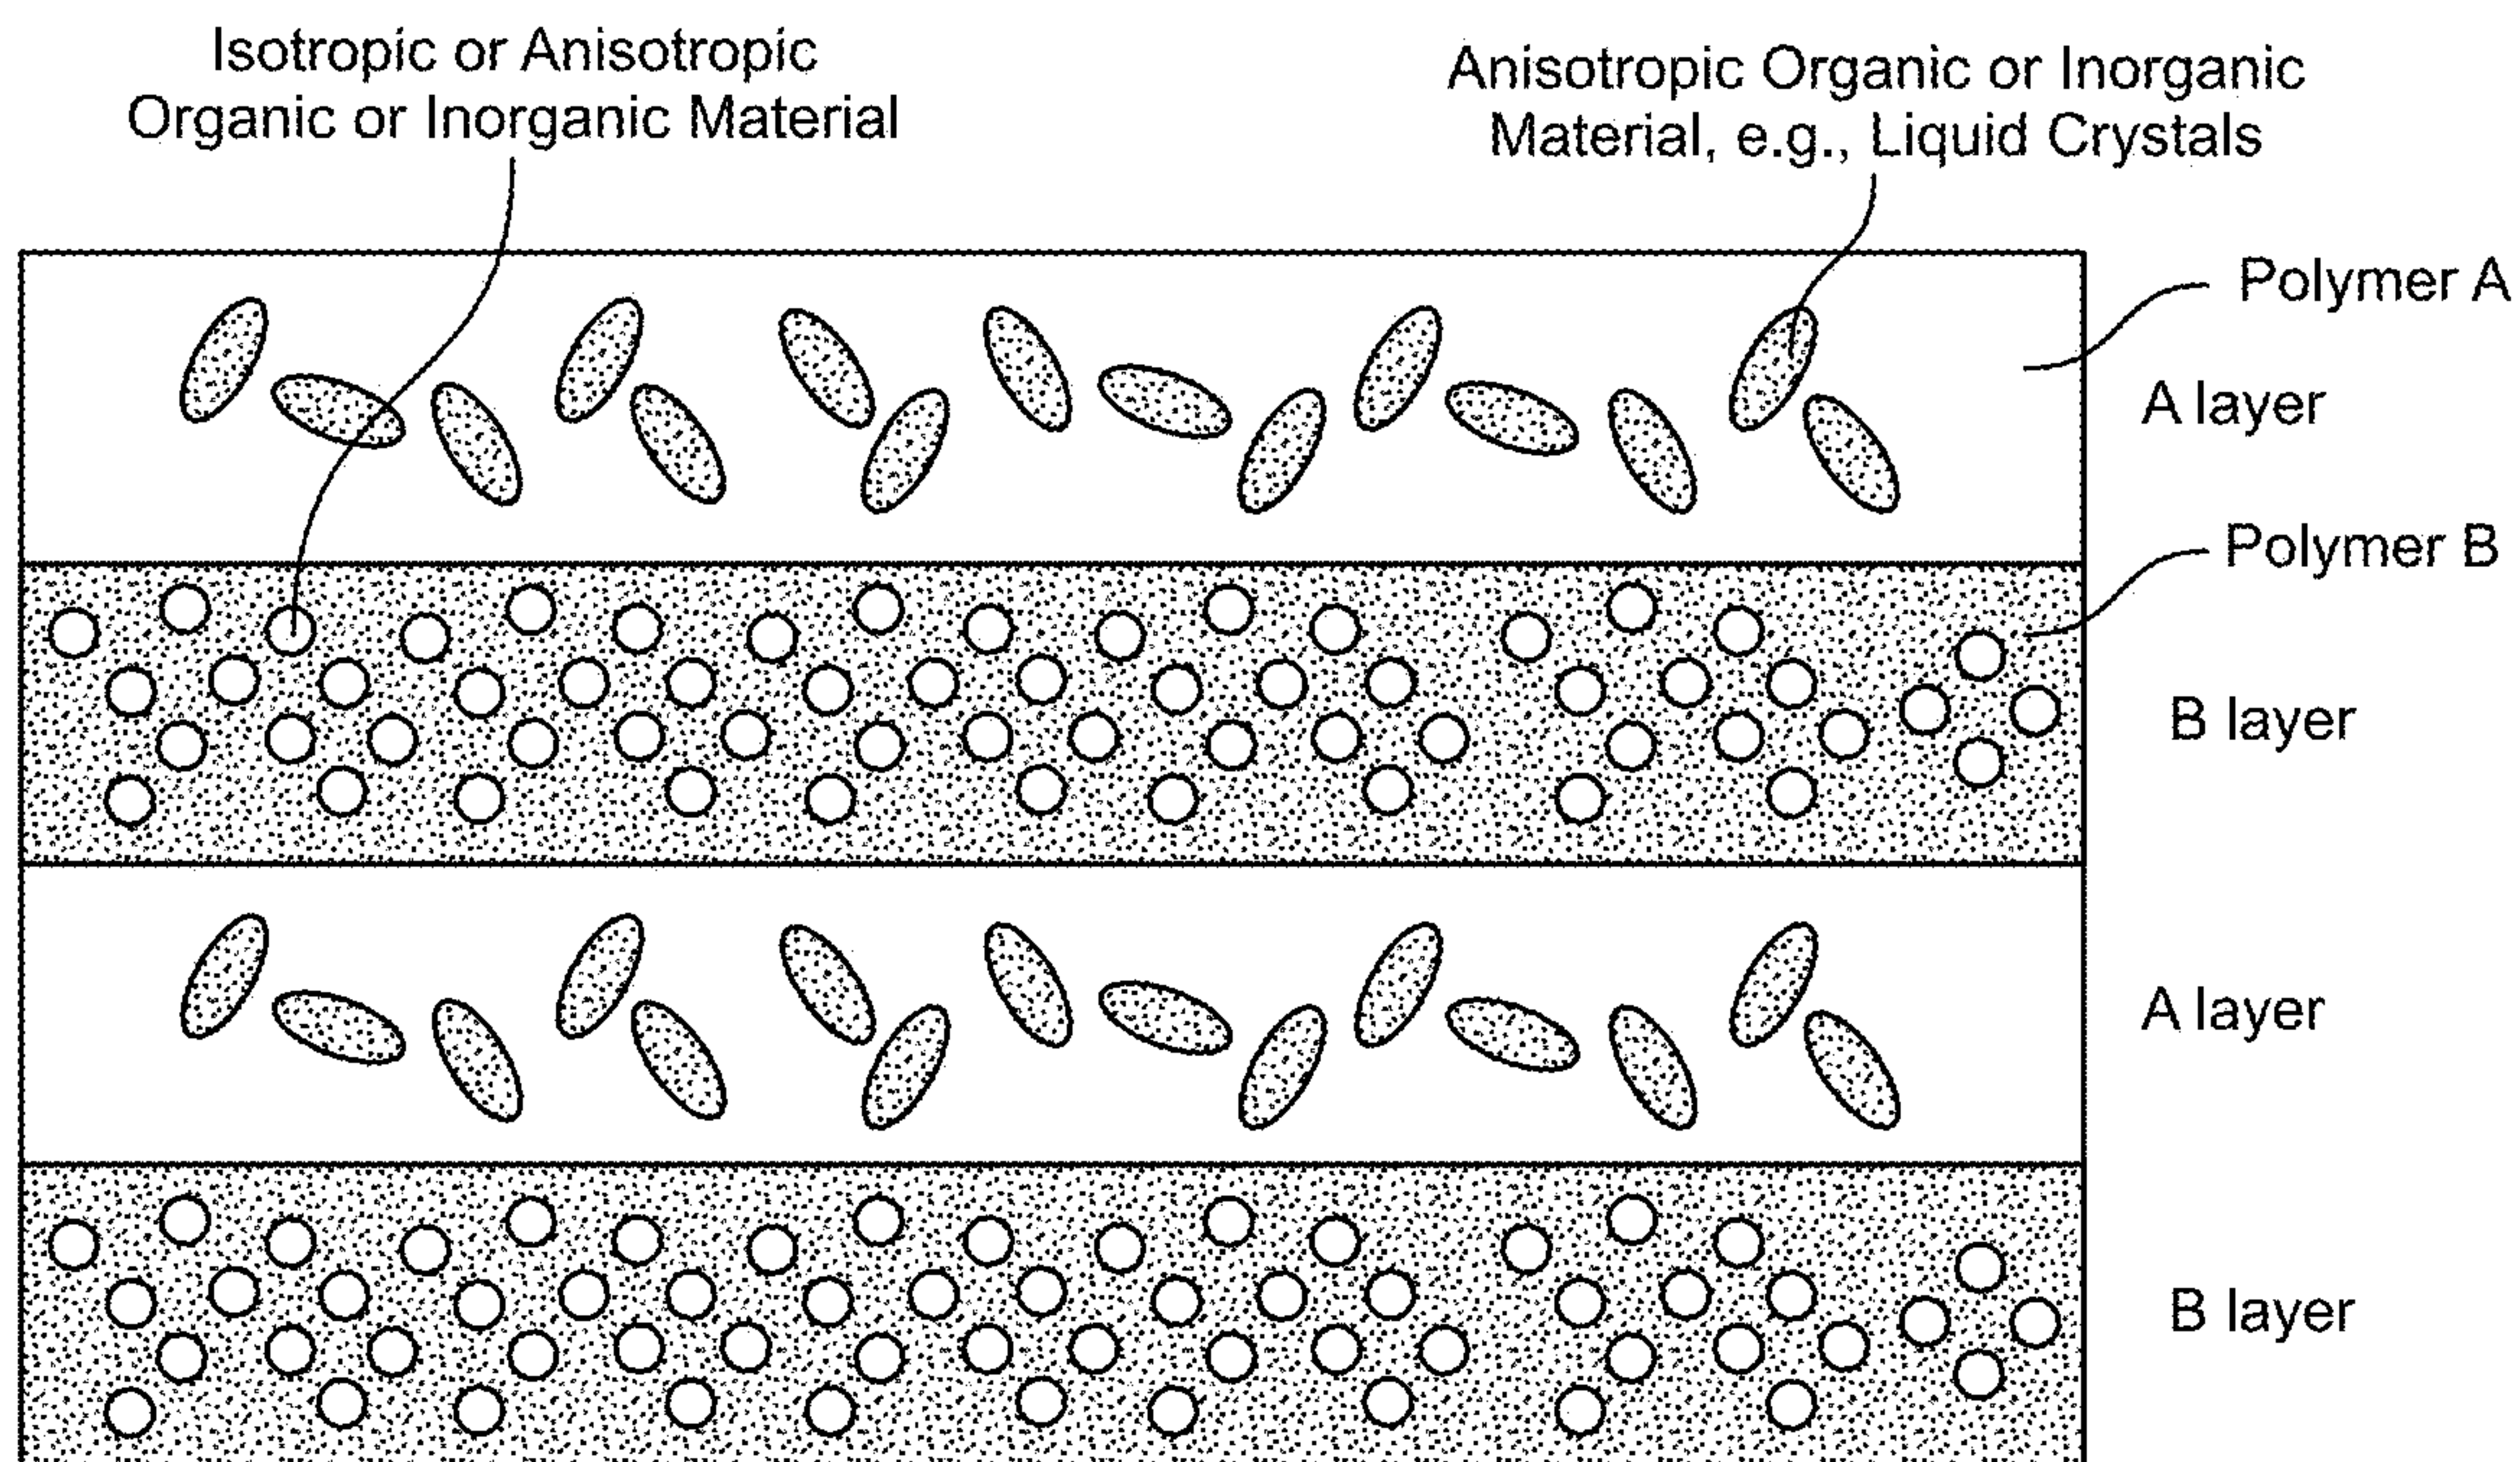 Isotropic or Anisotropic
Organic or Inorganic Material
Anisotropic Organic or Inorganic
Material, e.g., Liquid Crystals
Polymer A
A layer
Polymer B
B layer
A layer
B layer